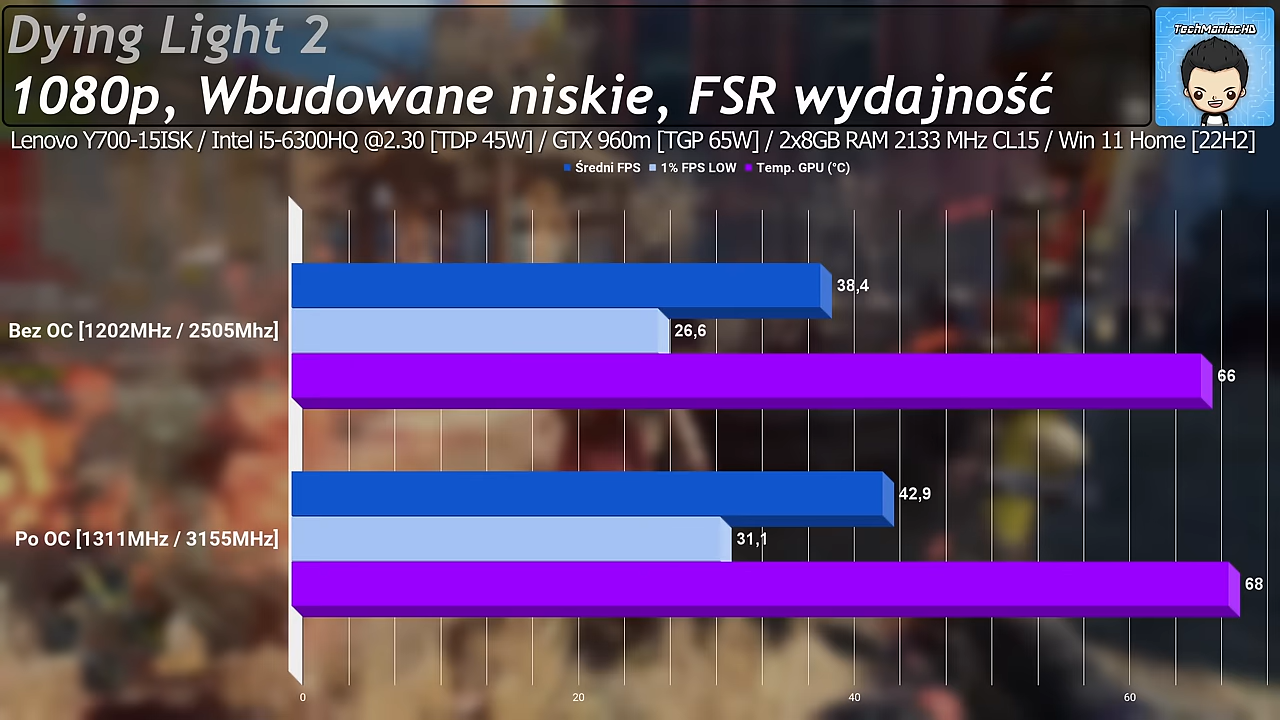 Dying Light 2
TechManiacHD
1080p, Wbudowane niskie, FSR wydajność
Lenovo Y700-15ISK / Intel i5-6300HQ @2.30 [TDP 45W] / GTX 960m [TGP 65W] / 2x8GB RAM 2133 MHz CL15 / Win 11 Home [22H2]
Średni FPS 1% FPS LOW Temp. GPU (°C)
38,4
Bez OC [1202MHz / 2505Mhz] 26,6
66
42,9
Po OC [1311MHz / 3155MHz] 31,1
68
0 20 40 60